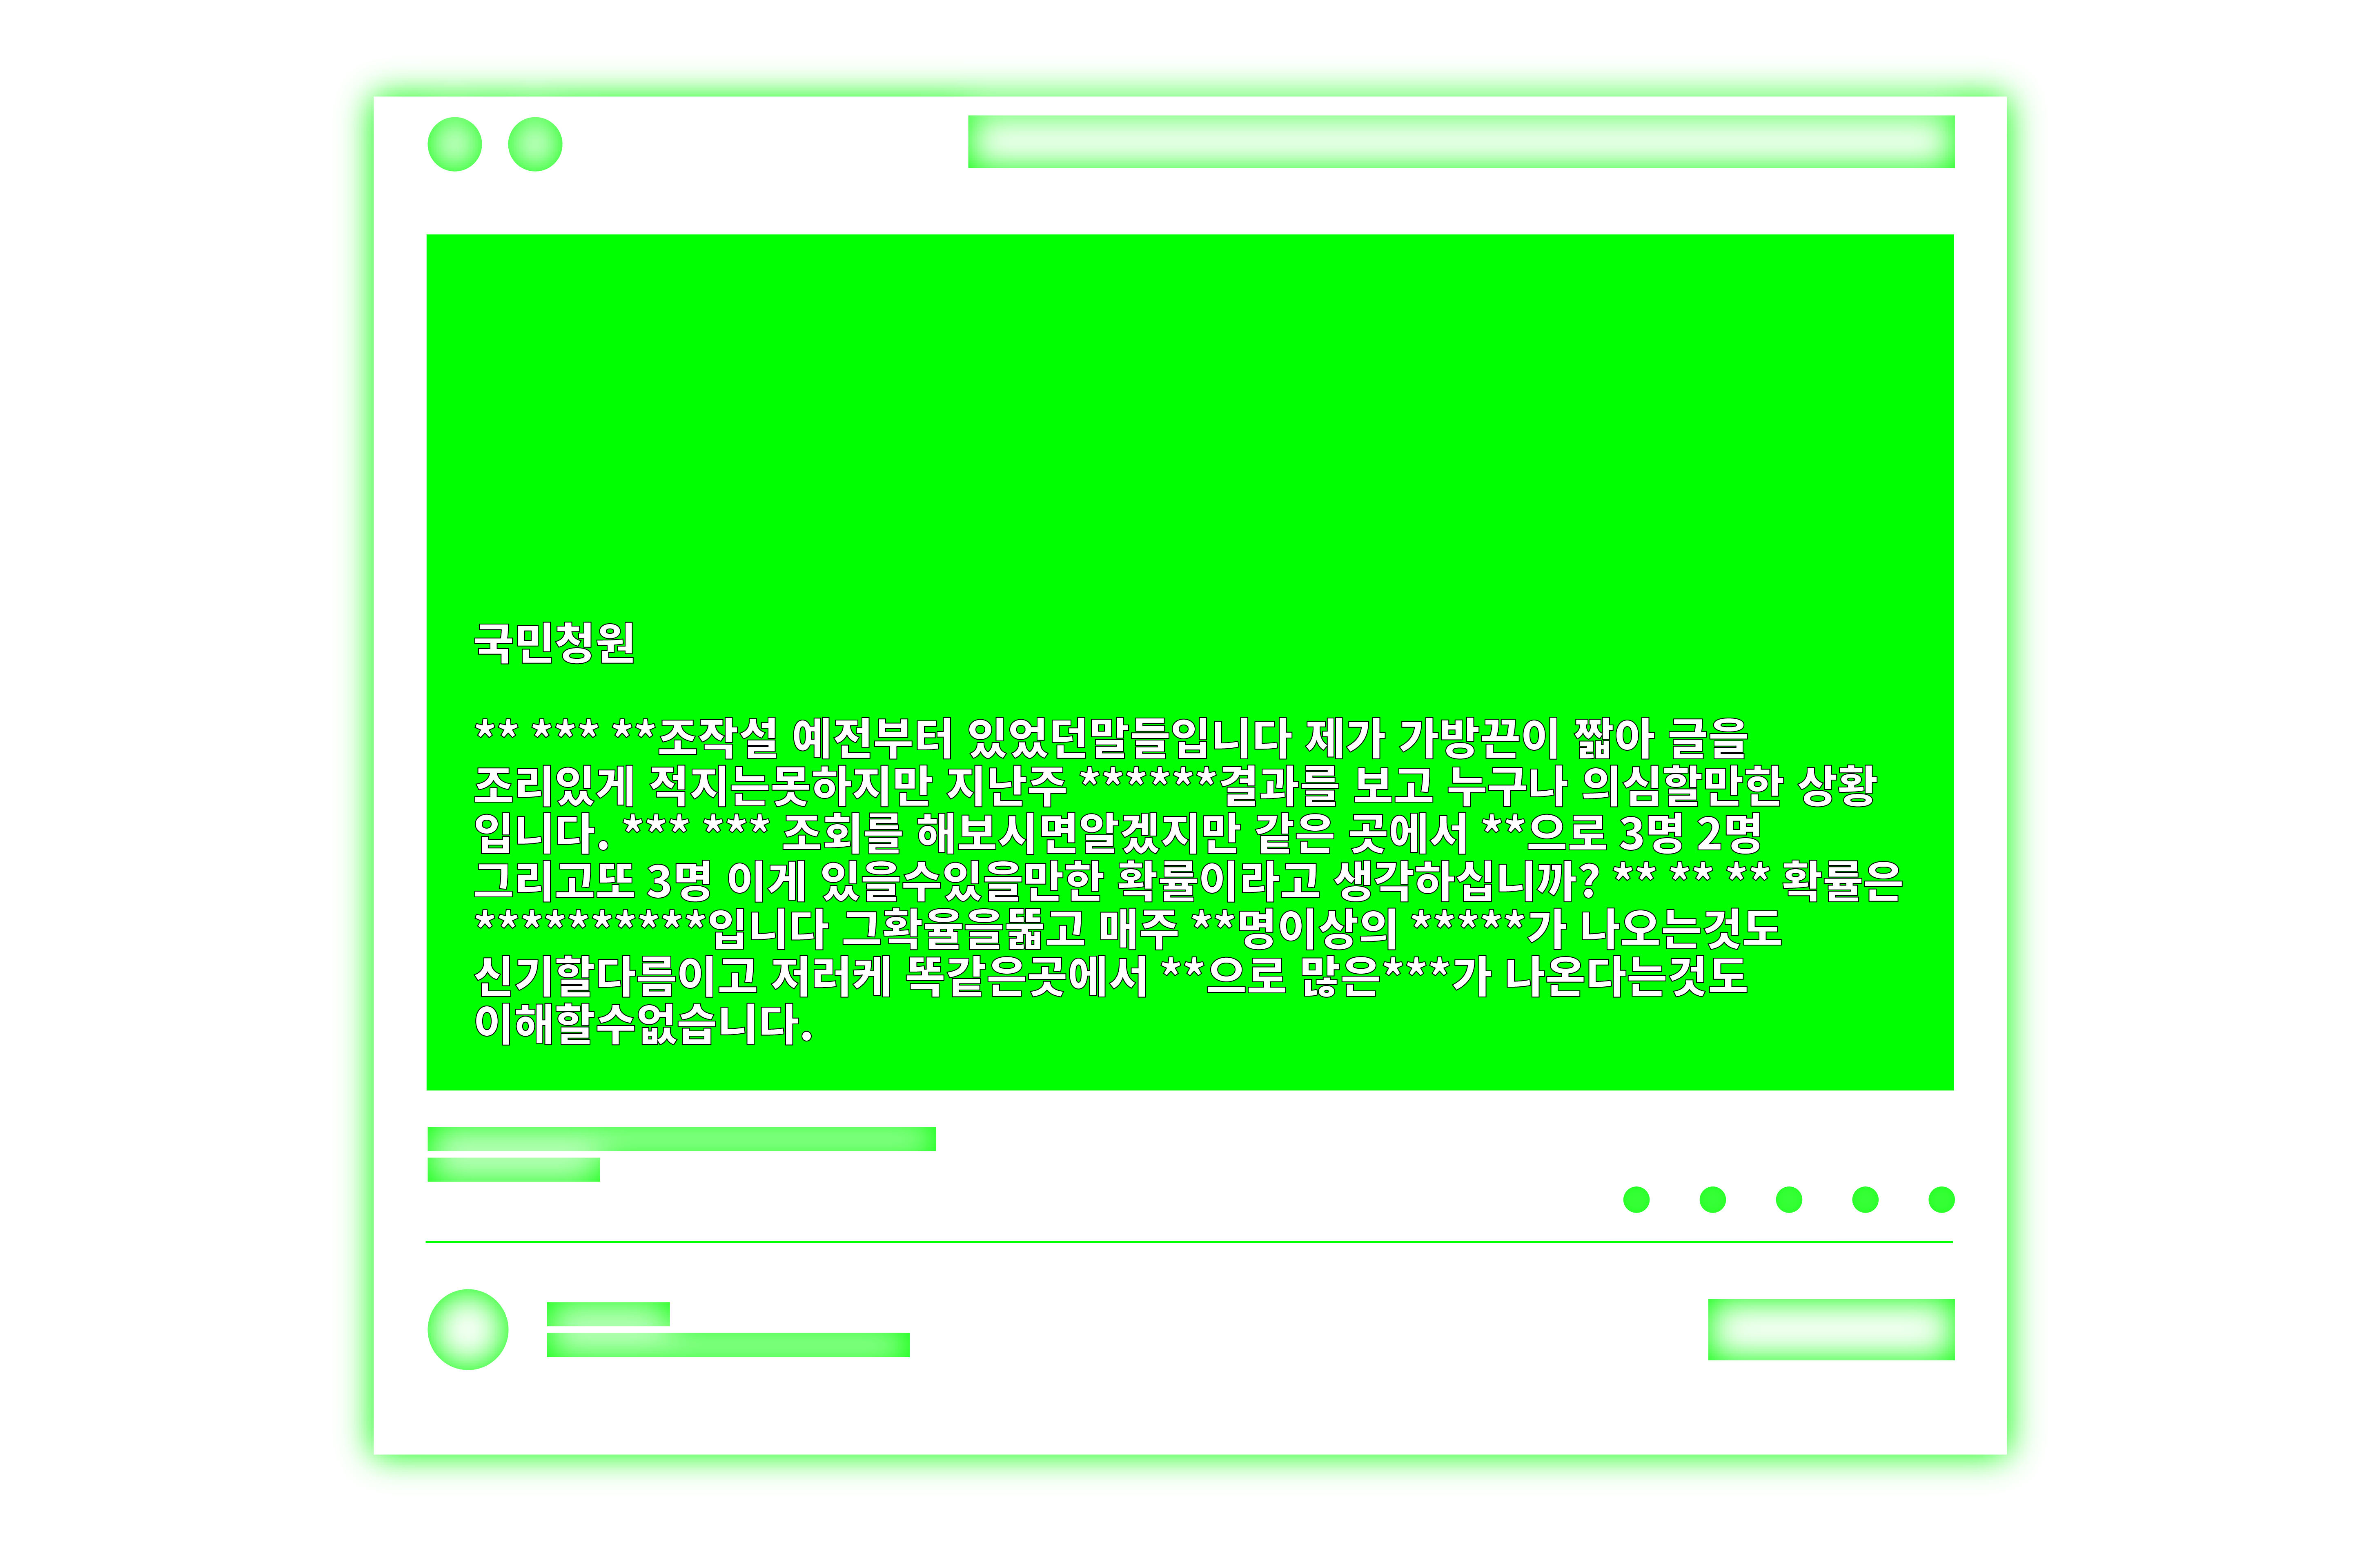 국민청원
** *** **조작설 예전부터 있었던말들입니다 제가 가방끈이 짧아 글을
조리있게 적지는못하지만 지난주 ******결과를 보고 누구나 의심할만한 상황
입니다. *** *** 조회를 해보시면알겠지만 같은 곳에서 **으로 3명 2명
그리고또 3명 이게 있을수있을만한 확률이라고 생각하십니까? ** ** ** 확률은
**********입니다 그확율을뚫고 매주 **명이상의 *****가 나오는것도
신기할다름이고 저러케 똑같은곳에서 **으로 많은***가 나온다는것도
이해할수없습니다.